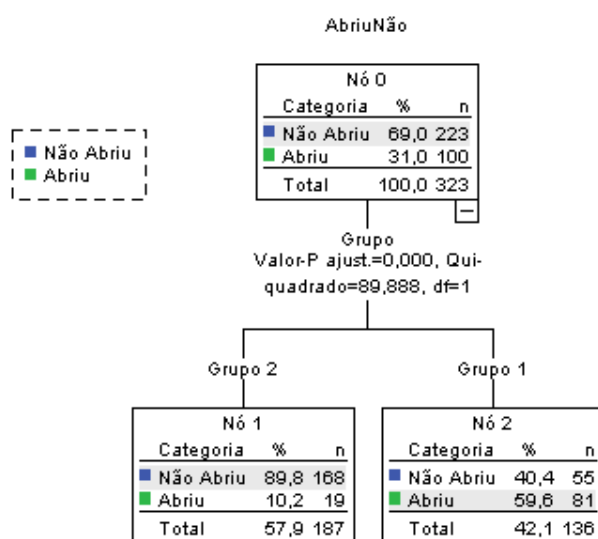 AbriuNão
Não Abriu
Abriu
Nó 0
Categoria % n
Não Abriu 69,0 223
Abriu 31,0 100
Total 100,0 323
Grupo
Valor-P ajust.=0,000, Qui-
quadrado=89,888, df=1
Grupo 2
Grupo 1
Nó 1
Categoria % n
Não Abriu 89,8 168
Abriu 10,2 19
Total 57,9 187
Nó 2
Categoria % n
Não Abriu 40,4 55
Abriu 59,6 81
Total 42,1 136